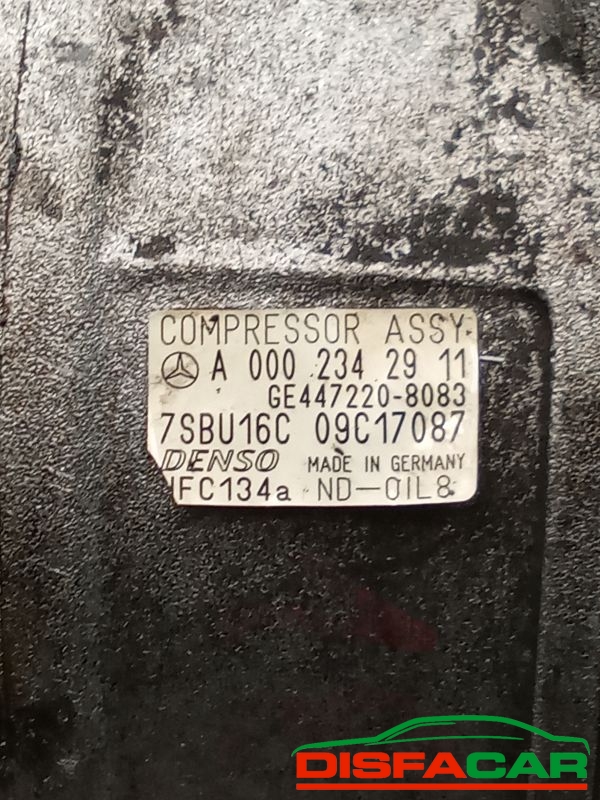 COMPRESSOR ASSY.
A 000 234 29 11
GE447220-8083
7SBU16C 09C17087
DENSO MADE IN GERMANY
HFC134a ND-OIL8
DISFACAR